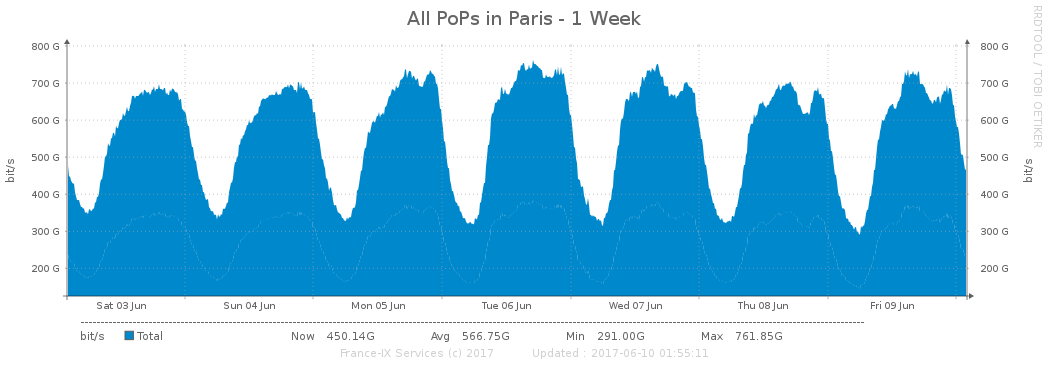 All PoPs in Paris - 1 Week
RRDTOOL / TOBI OETIKER
bit/s
800 G
700 G
600 G
500 G
400 G
300 G
200 G
800 G
700 G
600 G
500 G
400 G
300 G
200 G
bit/s
Sat 03 Jun Sun 04 Jun Mon 05 Jun Tue 06 Jun Wed 07 Jun Thu 08 Jun Fri 09 Jun
bit/s Total Now 450.14G Avg 566.75G Min 291.00G Max 761.85G
France-IX Services (c) 2017 Updated : 2017-06-10 01:55:11